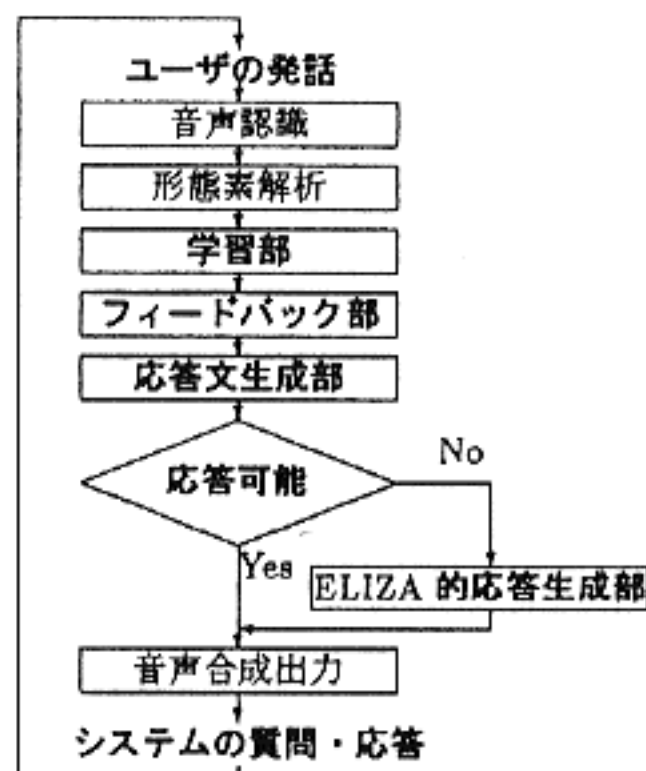 ユーザの発話
音声認識
形態素解析
学習部
フィードバック部
応答文生成部
応答可能
No
Yes
ELIZA 的応答生成部
音声合成出力
システムの質問・応答